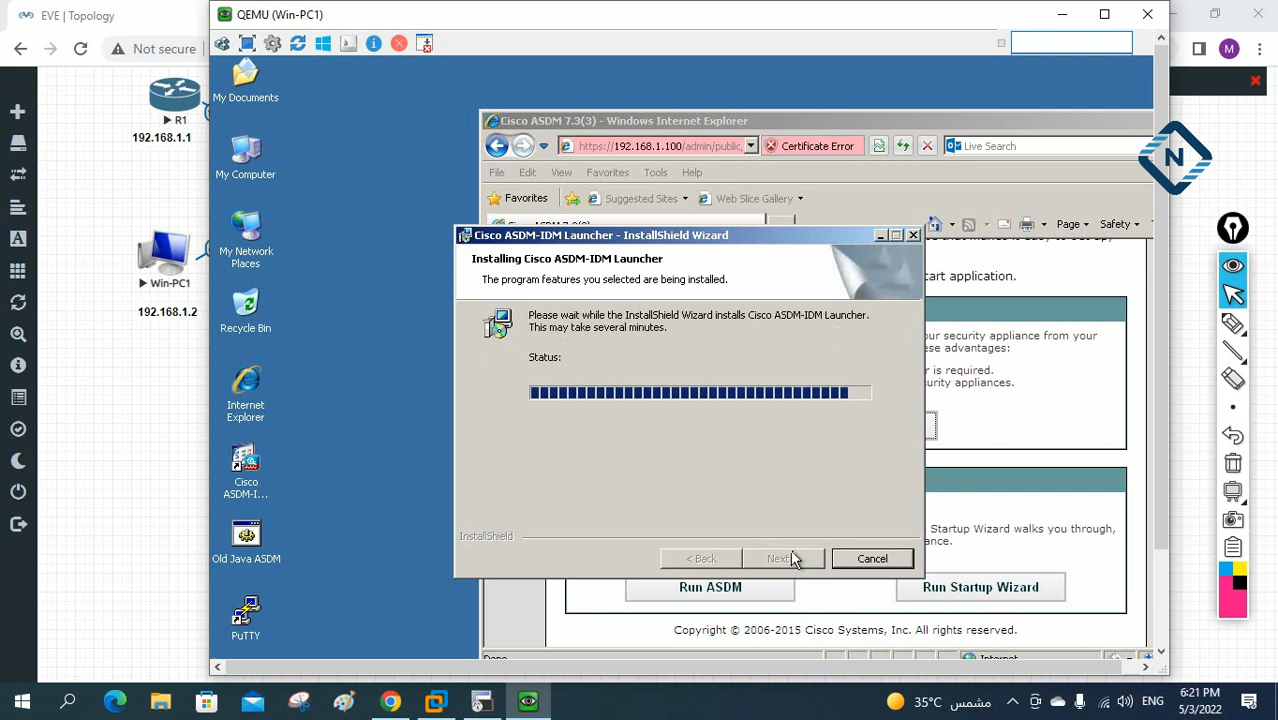 EVE | Topology
QEMU (Win-PC1)
Not secure
M
My Documents
R1
192.168.1.1
My Computer
My Network
Places
Win-PC1
192.168.1.2
Recycle Bin
Internet
Explorer
Cisco
ASDM-I...
Old Java ASDM
PuTTY
Cisco ASDM 7.3(3) - Windows Internet Explorer
https://192.168.1.100/admin/public
Certificate Error
Live Search
File Edit View Favorites Tools Help
Favorites Suggested Sites Web Slice Gallery
Page Safety
N
Cisco ASDM-IDM Launcher - InstallShield Wizard
Installing Cisco ASDM-IDM Launcher
The program features you selected are being installed.
Please wait while the InstallShield Wizard installs Cisco ASDM-IDM Launcher.
This may take several minutes.
Status:
InstallShield
< Back
Next
Cancel
start application.
your security appliance from your
ese advantages:
r is required.
curity appliances.
Startup Wizard walks you through,
ance.
Run ASDM
Run Startup Wizard
Copyright © 2006-2015 Cisco Systems, Inc. All rights reserved.
Done
Internet
35° مشمس
ENG
6:21 PM
5/3/2022